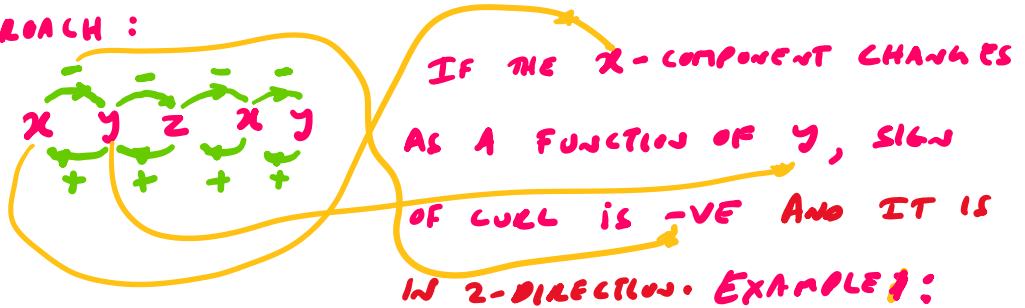 ROACH :
- - - -
x y z x y
+ + + +
IF THE x-COMPONENT CHANGES
AS A FUNCTION OF y, SIGN
OF CURL iS -VE AND IT IS
IN Z-DIRECTION. EXAMPLE :